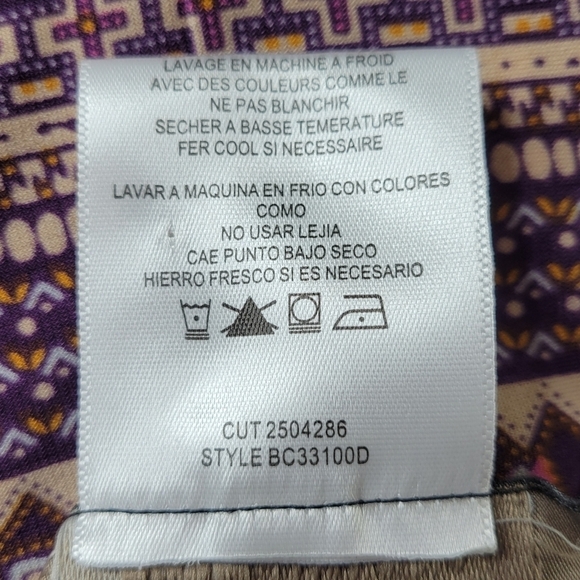 LAVAGE EN MACHINE A FROID
AVEC DES COULEURS COMME LE
NE PAS BLANCHIR
SECHER A BASSE TEMERATURE
FER COOL SI NECESSAIRE
LAVAR A MAQUINA EN FRIO CON COLORES
COMO
NO USAR LEJIA
CAE PUNTO BAJO SECO
HIERRO FRESCO SI ES NECESARIO
CUT 2504286
STYLE BC33100D